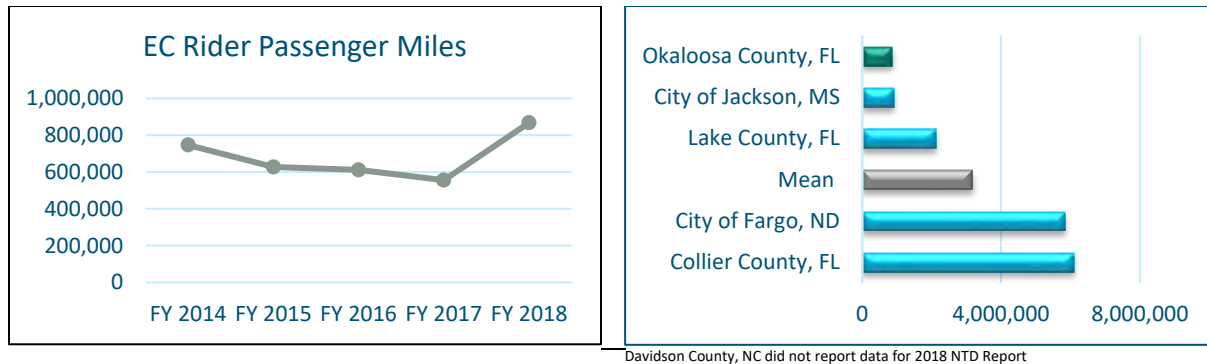 EC Rider Passenger Miles
1,000,000
800,000
600,000
400,000
200,000
0
FY 2014 FY 2015 FY 2016 FY 2017 FY 2018
Okaloosa County, FL
City of Jackson, MS
Lake County, FL
Mean
City of Fargo, ND
Collier County, FL
0 4,000,000 8,000,000
Davidson County, NC did not report data for 2018 NTD Report